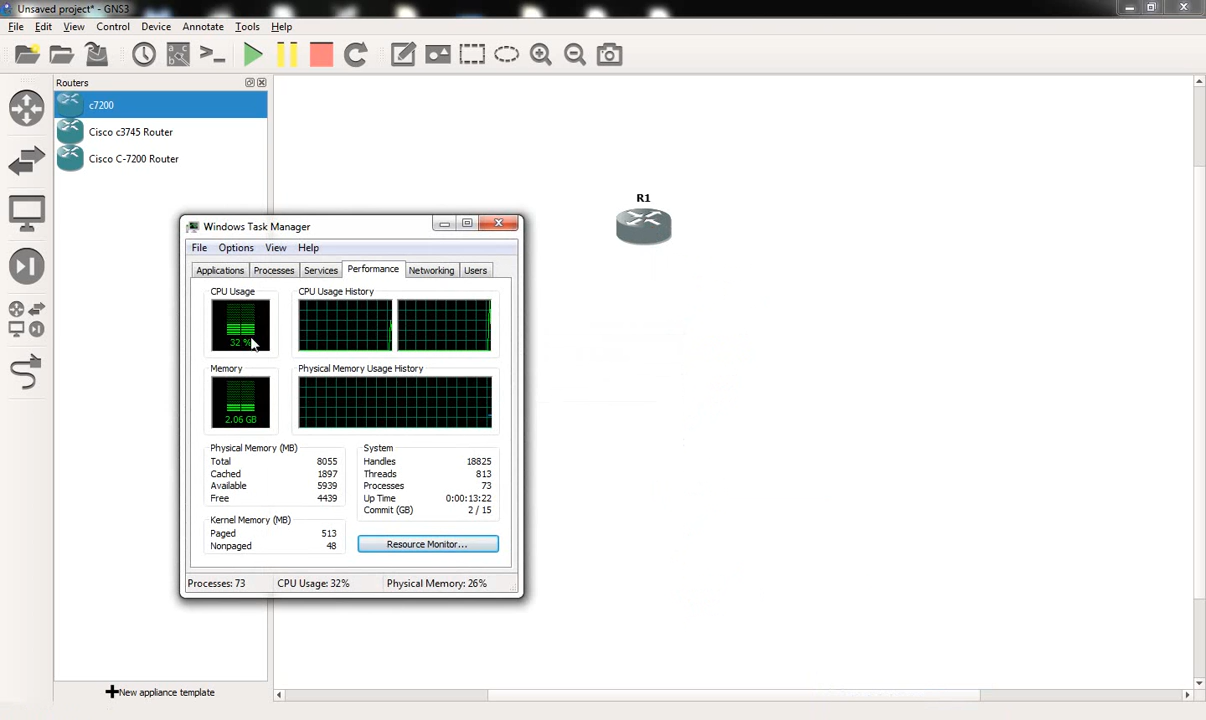 Unsaved project* - GNS3
File Edit View Control Device Annotate Tools Help
Routers
c7200
Cisco c3745 Router
Cisco C-7200 Router
R1
Windows Task Manager
File Options View Help
Applications Processes Services Performance Networking Users
CPU Usage CPU Usage History
32 %
Memory Physical Memory Usage History
2.06 GB
Physical Memory (MB)
Total 8055
Cached 1897
Available 5939
Free 4439
System
Handles 18825
Threads 813
Processes 73
Up Time 0:00:13:22
Commit (GB) 2 / 15
Kernel Memory (MB)
Paged 513
Nonpaged 48
Resource Monitor...
Processes: 73 CPU Usage: 32% Physical Memory: 26%
New appliance template